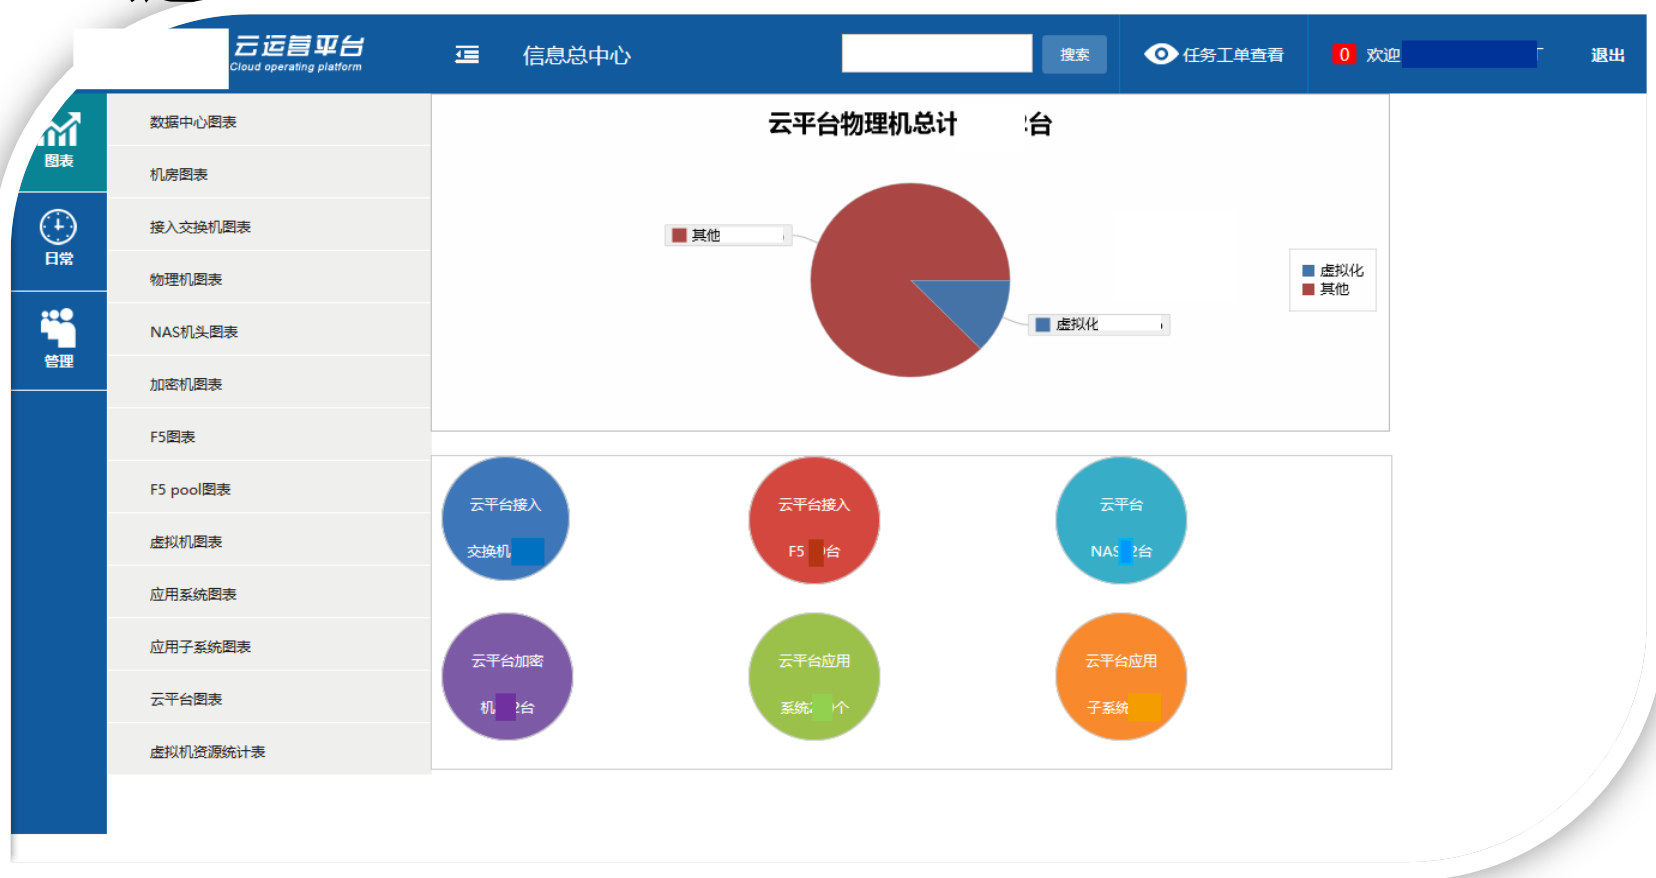 云运营平台
Cloud operating platform
信息总中心
搜索
任务工单查看
0 欢迎
退出
图表
日常
管理
数据中心图表
机房图表
接入交换机图表
物理机图表
NAS机头图表
加密机图表
F5图表
F5 pool图表
虚拟机图表
应用系统图表
应用子系统图表
云平台图表
虚拟机资源统计表
云平台物理机总计 台
其他
虚拟化
虚拟化
其他
云平台接入
交换机
云平台接入
F5 台
云平台
NAS 2台
云平台加密
机 2台
云平台应用
系统2 个
云平台应用
子系统